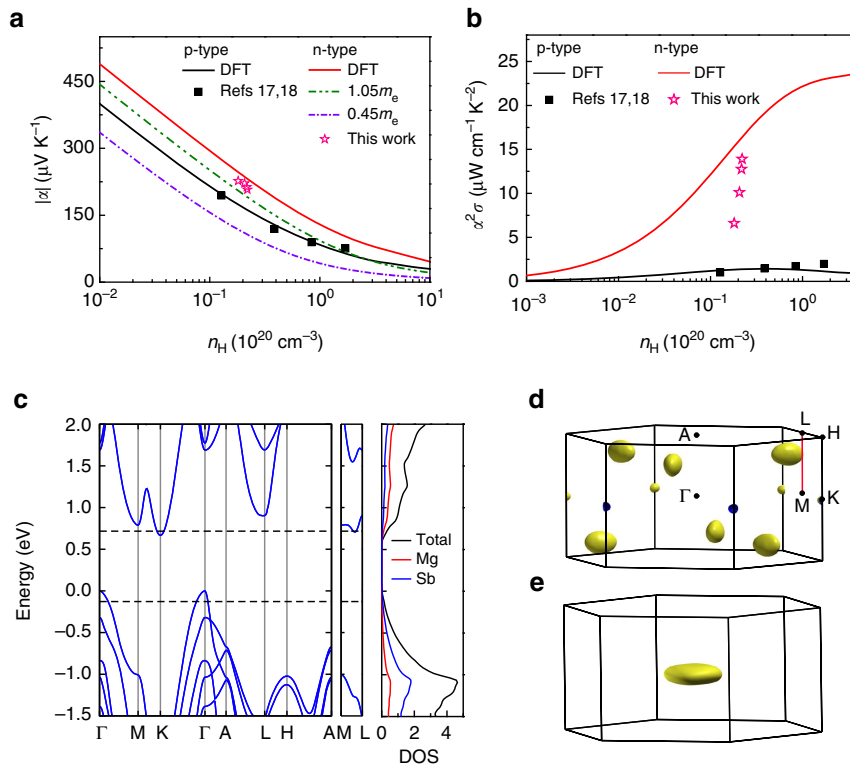 a
p-type n-type
DFT DFT
Refs 17,18 1.05mₑ
0.45mₑ
This work
450
300
150
0
|α| (μV K⁻¹)
10⁻² 10⁻¹ 10⁰ 10¹
n_H (10²⁰ cm⁻³)
b
p-type n-type
DFT DFT
Refs 17,18 This work
25
20
15
10
5
0
α²σ (μW cm⁻¹ K⁻²)
10⁻³ 10⁻² 10⁻¹ 10⁰
n_H (10²⁰ cm⁻³)
c
2.0
1.5
1.0
0.5
0.0
−0.5
−1.0
−1.5
Energy (eV)
Γ M K Γ A L H A M L
Total
Mg
Sb
0 2 4
DOS
d
A L H
Γ M K
e